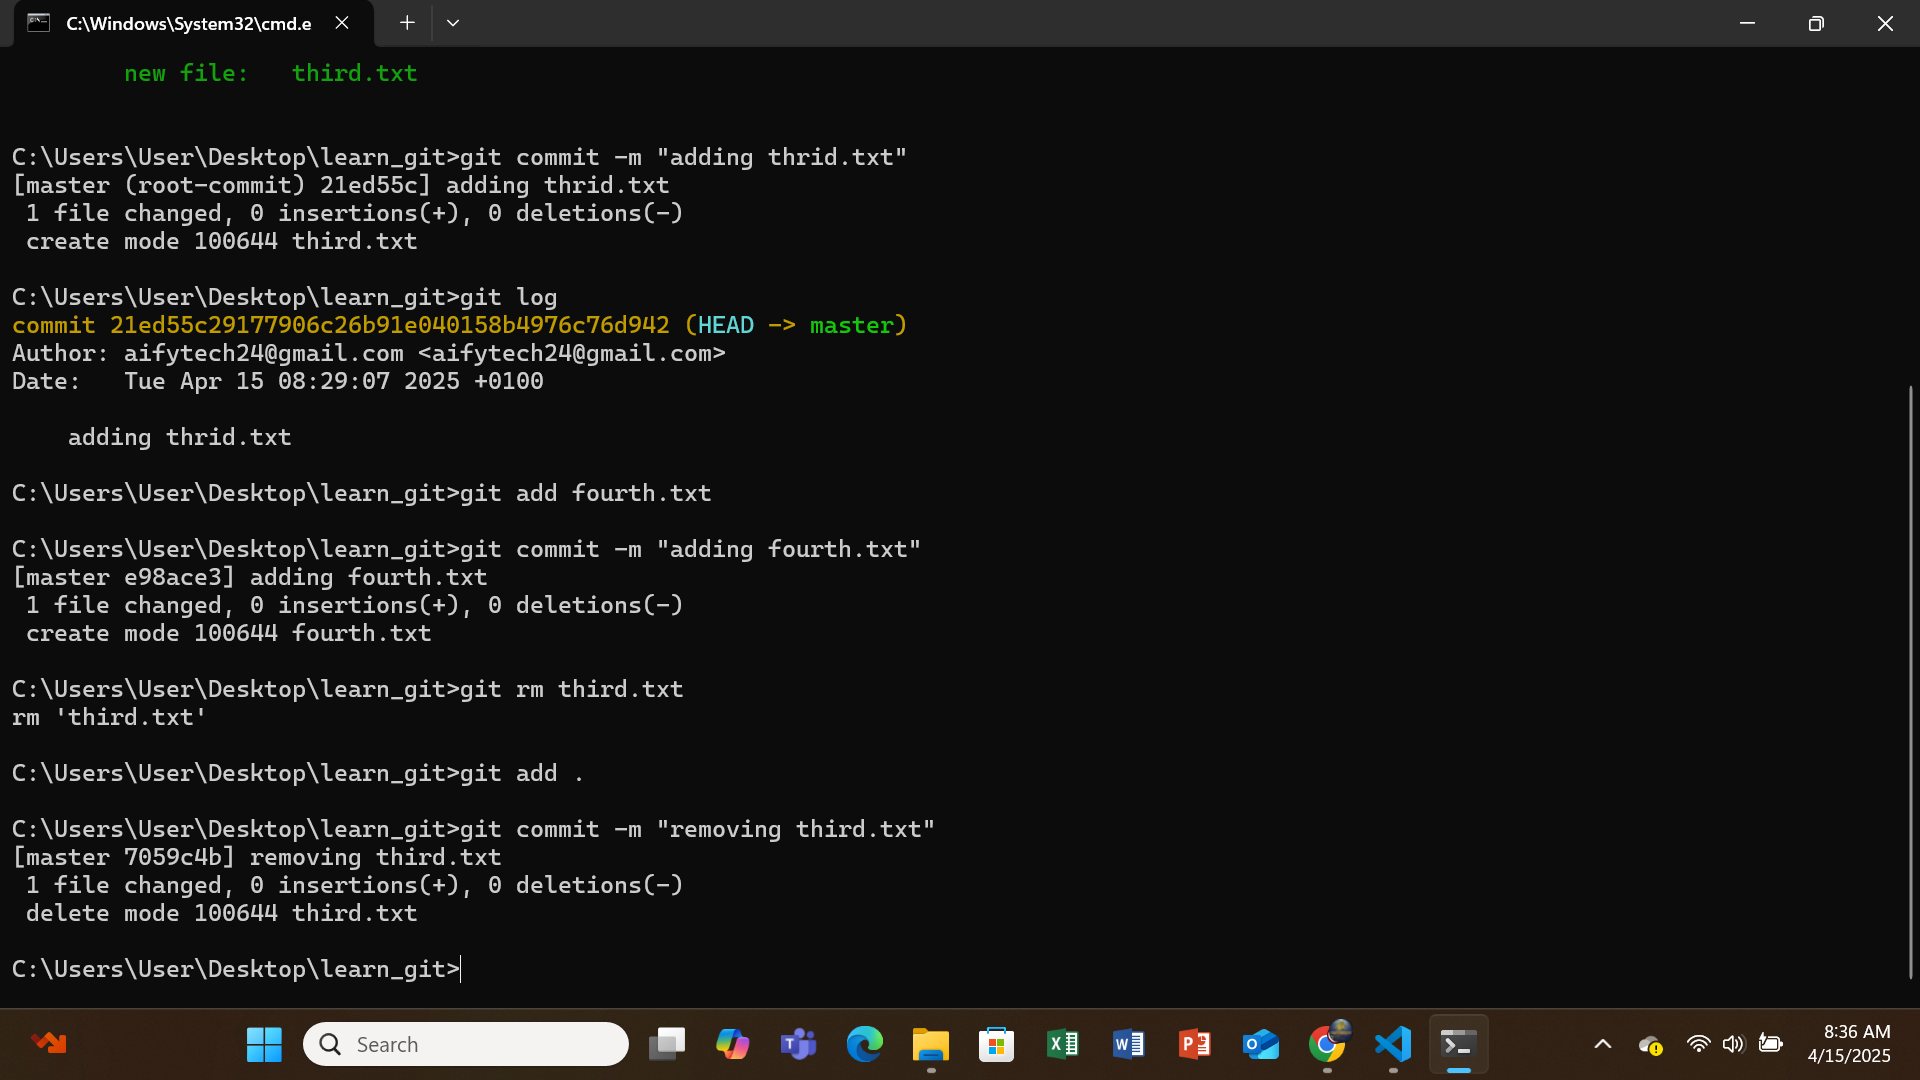 C:\Windows\System32\cmd.e
new file:   third.txt
C:\Users\User\Desktop\learn_git>git commit -m "adding thrid.txt"
[master (root-commit) 21ed55c] adding thrid.txt
 1 file changed, 0 insertions(+), 0 deletions(-)
 create mode 100644 third.txt
C:\Users\User\Desktop\learn_git>git log
commit 21ed55c29177906c26b91e040158b4976c76d942 (HEAD -> master)
Author: aifytech24@gmail.com <aifytech24@gmail.com>
Date:   Tue Apr 15 08:29:07 2025 +0100
    adding thrid.txt
C:\Users\User\Desktop\learn_git>git add fourth.txt
C:\Users\User\Desktop\learn_git>git commit -m "adding fourth.txt"
[master e98ace3] adding fourth.txt
 1 file changed, 0 insertions(+), 0 deletions(-)
 create mode 100644 fourth.txt
C:\Users\User\Desktop\learn_git>git rm third.txt
rm 'third.txt'
C:\Users\User\Desktop\learn_git>git add .
C:\Users\User\Desktop\learn_git>git commit -m "removing third.txt"
[master 7059c4b] removing third.txt
 1 file changed, 0 insertions(+), 0 deletions(-)
 delete mode 100644 third.txt
C:\Users\User\Desktop\learn_git>
Search
8:36 AM
4/15/2025